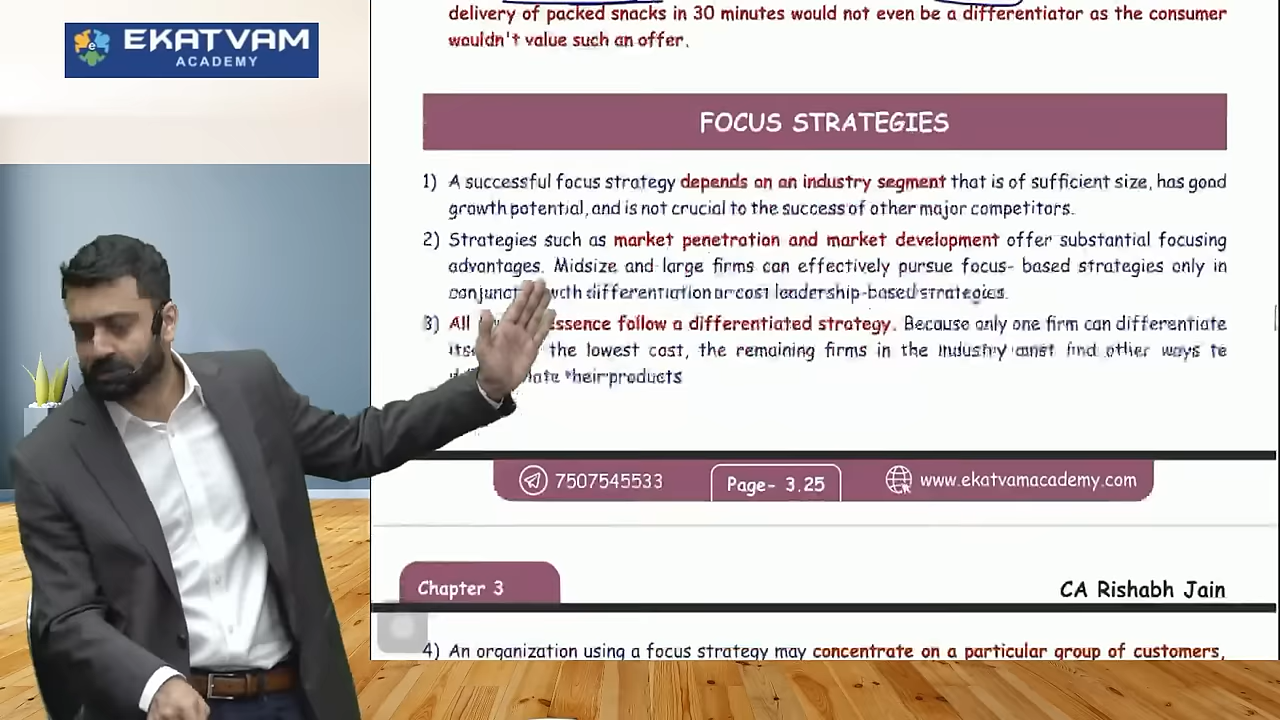 EKATVAM
ACADEMY
delivery of packed snacks in 30 minutes would not even be a differentiator as the consumer
wouldn't value such an offer.
FOCUS STRATEGIES
1) A successful focus strategy depends on an industry segment that is of sufficient size, has good
growth potential, and is not crucial to the success of other major competitors.
2) Strategies such as market penetration and market development offer substantial focusing
advantages. Midsize and large firms can effectively pursue focus- based strategies only in
with differentiation or cost leadership-based strategies.
3) All essence follow a differentiated strategy. Because only one firm can differentiate
the lowest cost, the remaining firms in the industry must find other ways to
their products
7507545533
Page- 3.25
www.ekatvamacademy.com
Chapter 3
CA Rishabh Jain
4) An organization using a focus strategy may concentrate on a particular group of customers,